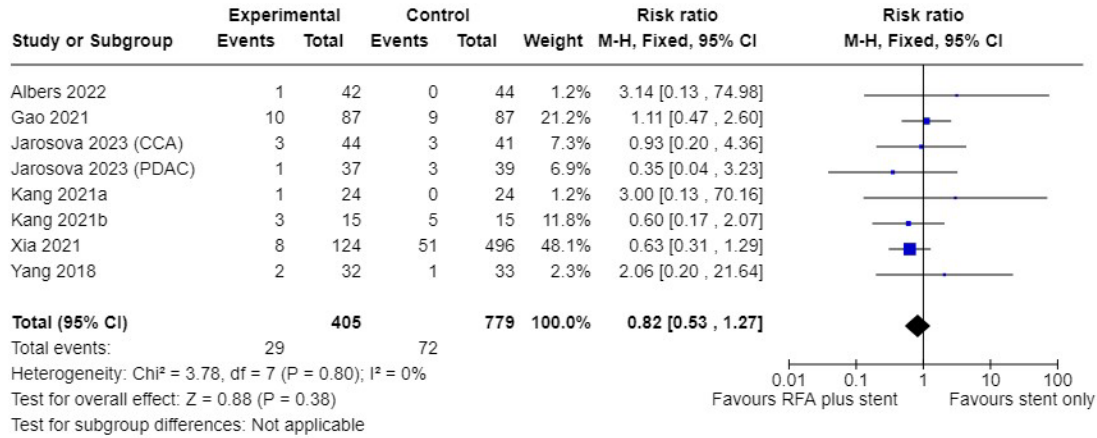 Experimental Control Risk ratio Risk ratio
Study or Subgroup Events Total Events Total Weight M-H, Fixed, 95% CI M-H, Fixed, 95% CI
Albers 2022 1 42 0 44 1.2% 3.14 [0.13 , 74.98]
Gao 2021 10 87 9 87 21.2% 1.11 [0.47 , 2.60]
Jarosova 2023 (CCA) 3 44 3 41 7.3% 0.93 [0.20 , 4.36]
Jarosova 2023 (PDAC) 1 37 3 39 6.9% 0.35 [0.04 , 3.23]
Kang 2021a 1 24 0 24 1.2% 3.00 [0.13 , 70.16]
Kang 2021b 3 15 5 15 11.8% 0.60 [0.17 , 2.07]
Xia 2021 8 124 51 496 48.1% 0.63 [0.31 , 1.29]
Yang 2018 2 32 1 33 2.3% 2.06 [0.20 , 21.64]
Total (95% CI) 405 779 100.0% 0.82 [0.53 , 1.27]
Total events: 29 72
Heterogeneity: Chi² = 3.78, df = 7 (P = 0.80); I² = 0%
Test for overall effect: Z = 0.88 (P = 0.38)
Test for subgroup differences: Not applicable
0.01 0.1 1 10 100
Favours RFA plus stent Favours stent only